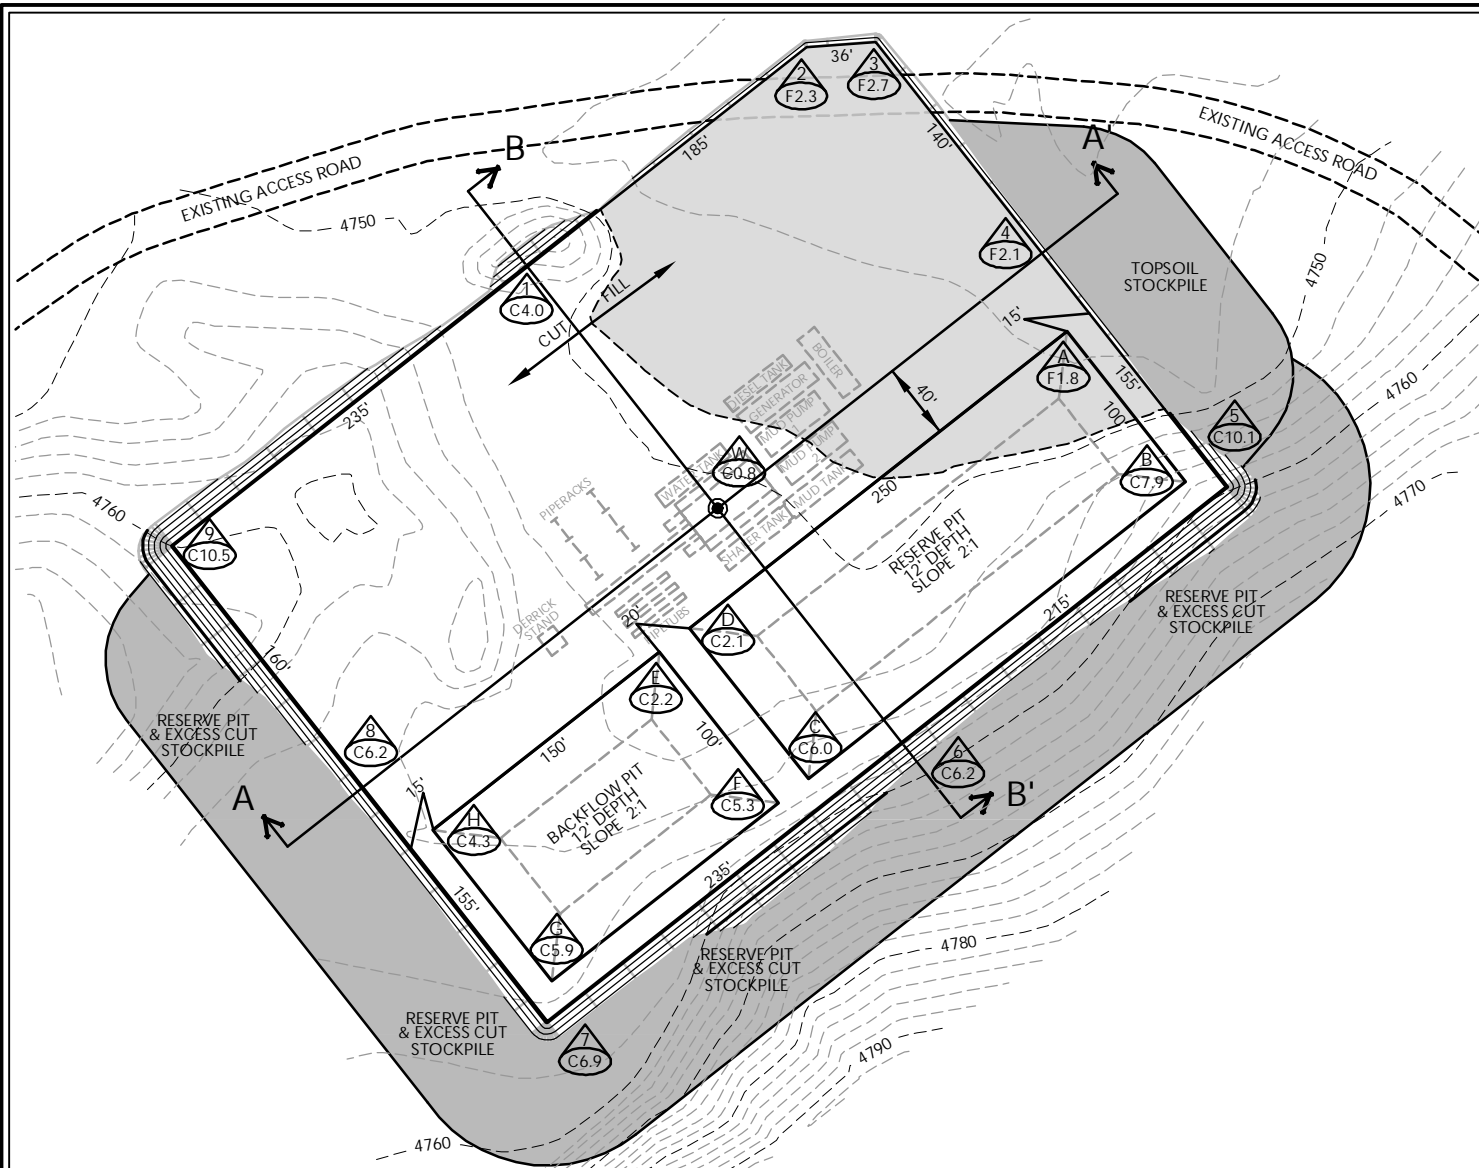 36'
2
F2.3
3
F2.7
185'
140'
EXISTING ACCESS ROAD
EXISTING ACCESS ROAD
B
A'
4750
4
F2.1
TOPSOIL
STOCKPILE
4750
1
C4.0
FILL
CUT
15'
BOILER
DIESEL TANK
GENERATOR
MUD PUMP
MUD PUMP
MUD TANK
A
F1.8
155'
40'
100'
4760
5
C10.1
235'
W
C0.8
WATER TANK
SHAKER TANK
250'
B
C7.9
4770
PIPERACKS
4760
9
C10.5
RESERVE PIT
12' DEPTH
SLOPE 2:1
215'
RESERVE PIT
& EXCESS CUT
STOCKPILE
DERRICK
STAND
20'
PIPE TUBS
D
C2.1
160'
E
C2.2
RESERVE PIT
& EXCESS CUT
STOCKPILE
8
C6.2
150'
100'
C
C6.0
6
C6.2
B'
A
15'
H
C4.3
BACKFLOW PIT
12' DEPTH
SLOPE 2:1
F
C5.3
235'
155'
G
C5.9
4780
RESERVE PIT
& EXCESS CUT
STOCKPILE
RESERVE PIT
& EXCESS CUT
STOCKPILE
7
C6.9
4790
4760